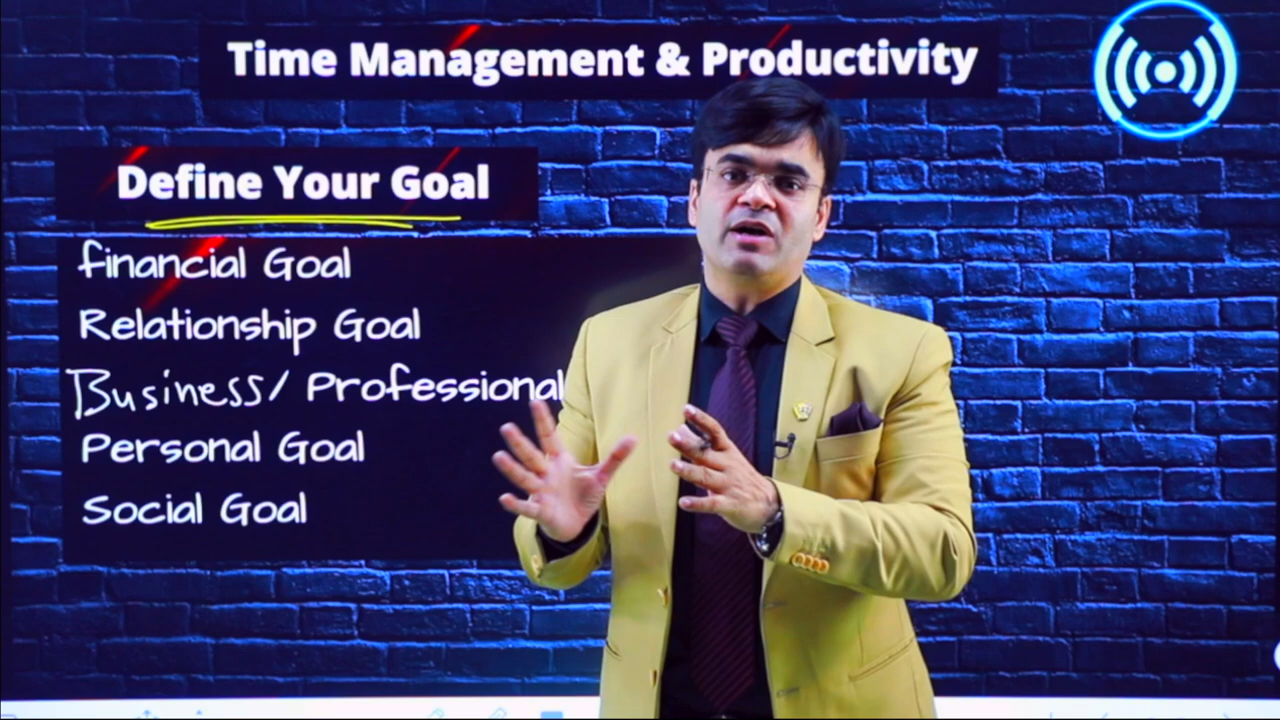 Time Management & Productivity
Define Your Goal
financial Goal
Relationship Goal
Business/ Professional
Personal Goal
Social Goal